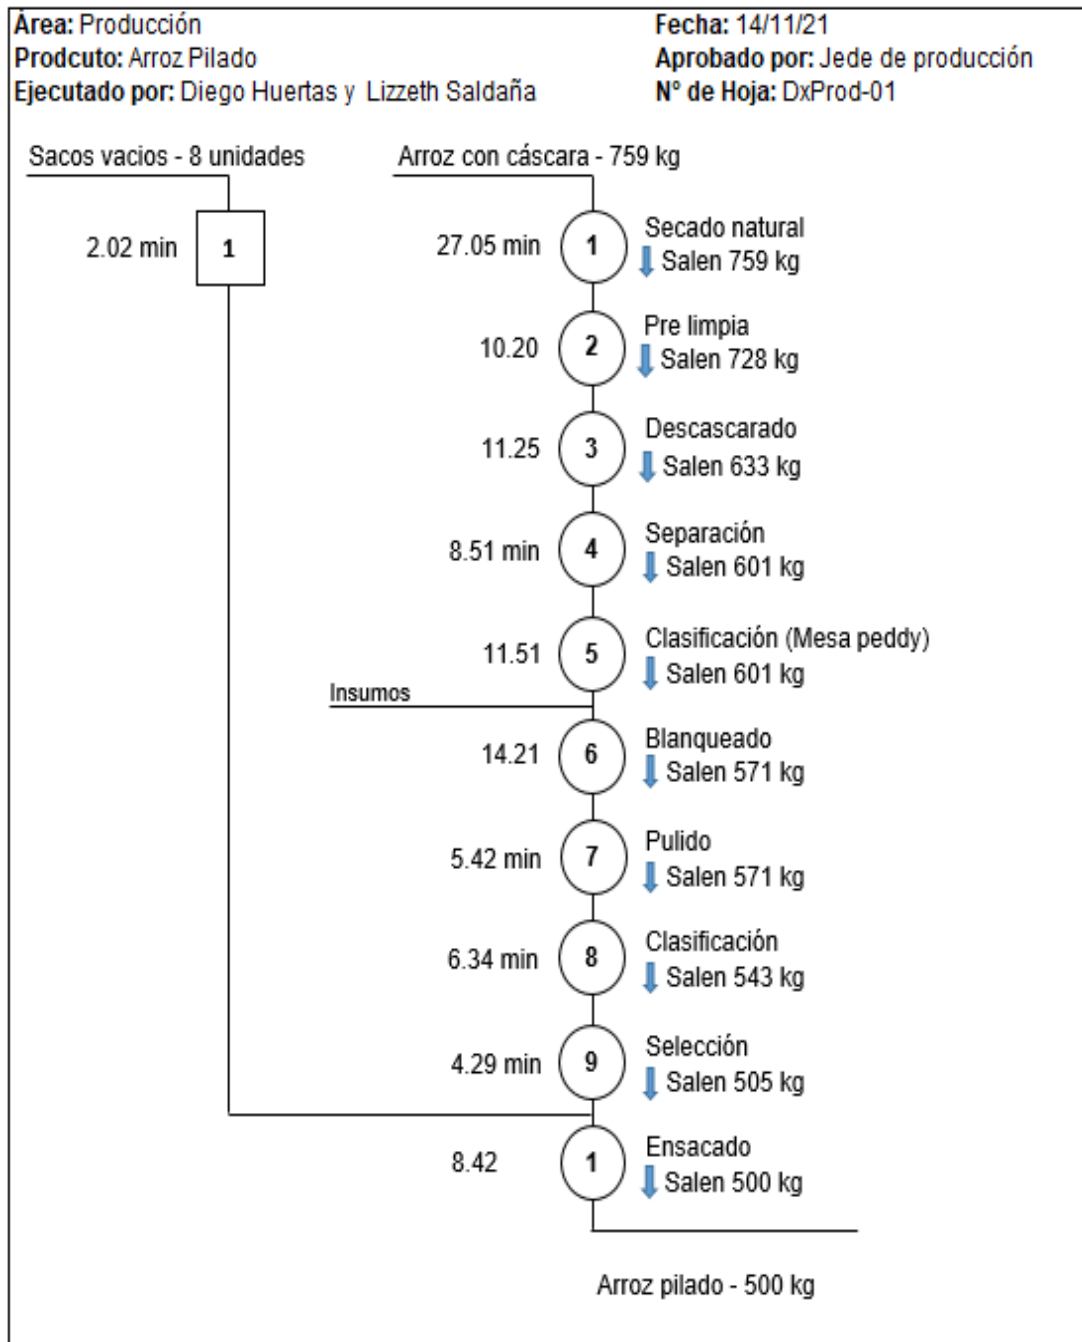 Área: Producción
Fecha: 14/11/21
Prodcuto: Arroz Pilado
Aprobado por: Jede de producción
Ejecutado por: Diego Huertas y Lizzeth Saldaña
N° de Hoja: DxProd-01
Sacos vacios - 8 unidades
Arroz con cáscara - 759 kg
2.02 min
1
27.05 min
1
Secado natural
Salen 759 kg
10.20
2
Pre limpia
Salen 728 kg
11.25
3
Descascarado
Salen 633 kg
8.51 min
4
Separación
Salen 601 kg
11.51
5
Clasificación (Mesa peddy)
Salen 601 kg
Insumos
14.21
6
Blanqueado
Salen 571 kg
5.42 min
7
Pulido
Salen 571 kg
6.34 min
8
Clasificación
Salen 543 kg
4.29 min
9
Selección
Salen 505 kg
8.42
1
Ensacado
Salen 500 kg
Arroz pilado - 500 kg